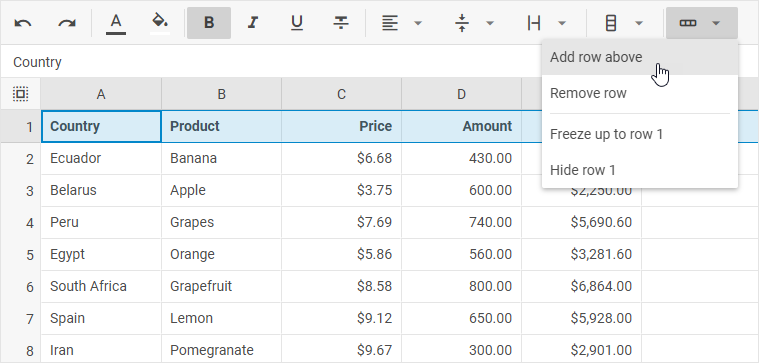 A B I U S
Country
Add row above
Remove row
Freeze up to row 1
Hide row 1
A B C D
1 Country Product Price Amount
2 Ecuador Banana $6.68 430.00
3 Belarus Apple $3.75 600.00 $2,250.00
4 Peru Grapes $7.69 740.00 $5,690.60
5 Egypt Orange $5.86 560.00 $3,281.60
6 South Africa Grapefruit $8.58 800.00 $6,864.00
7 Spain Lemon $9.12 650.00 $5,928.00
8 Iran Pomegranate $9.67 300.00 $2,901.00